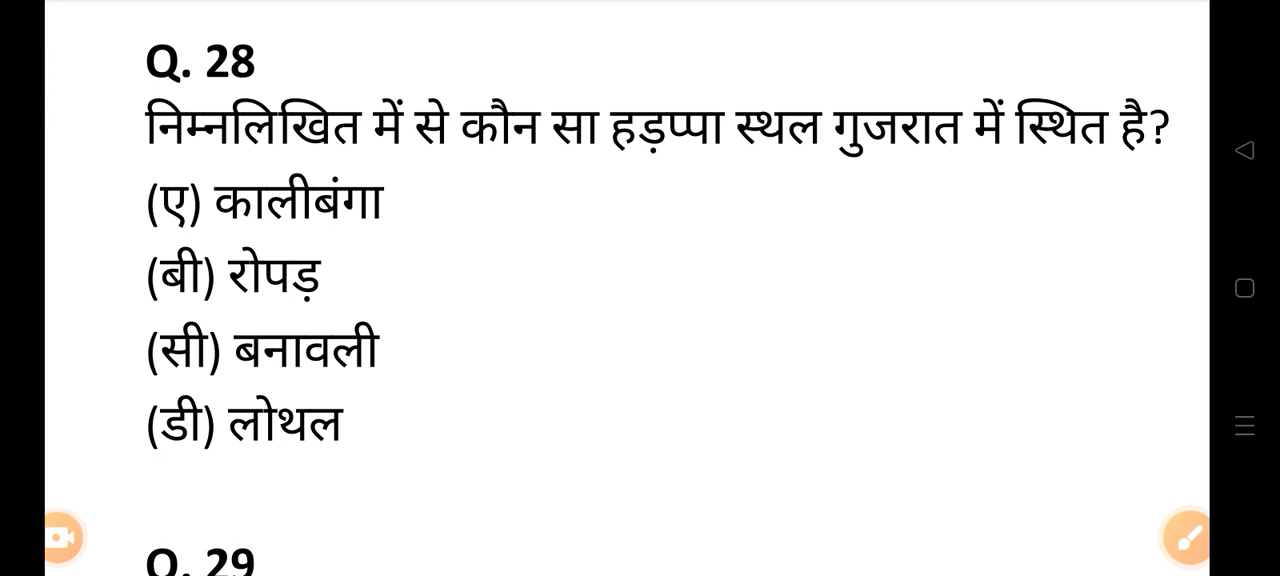 Q. 28
निम्नलिखित में से कौन सा हड़प्पा स्थल गुजरात में स्थित है?
(ए) कालीबंगा
(बी) रोपड़
(सी) बनावली
(डी) लोथल
Q. 29